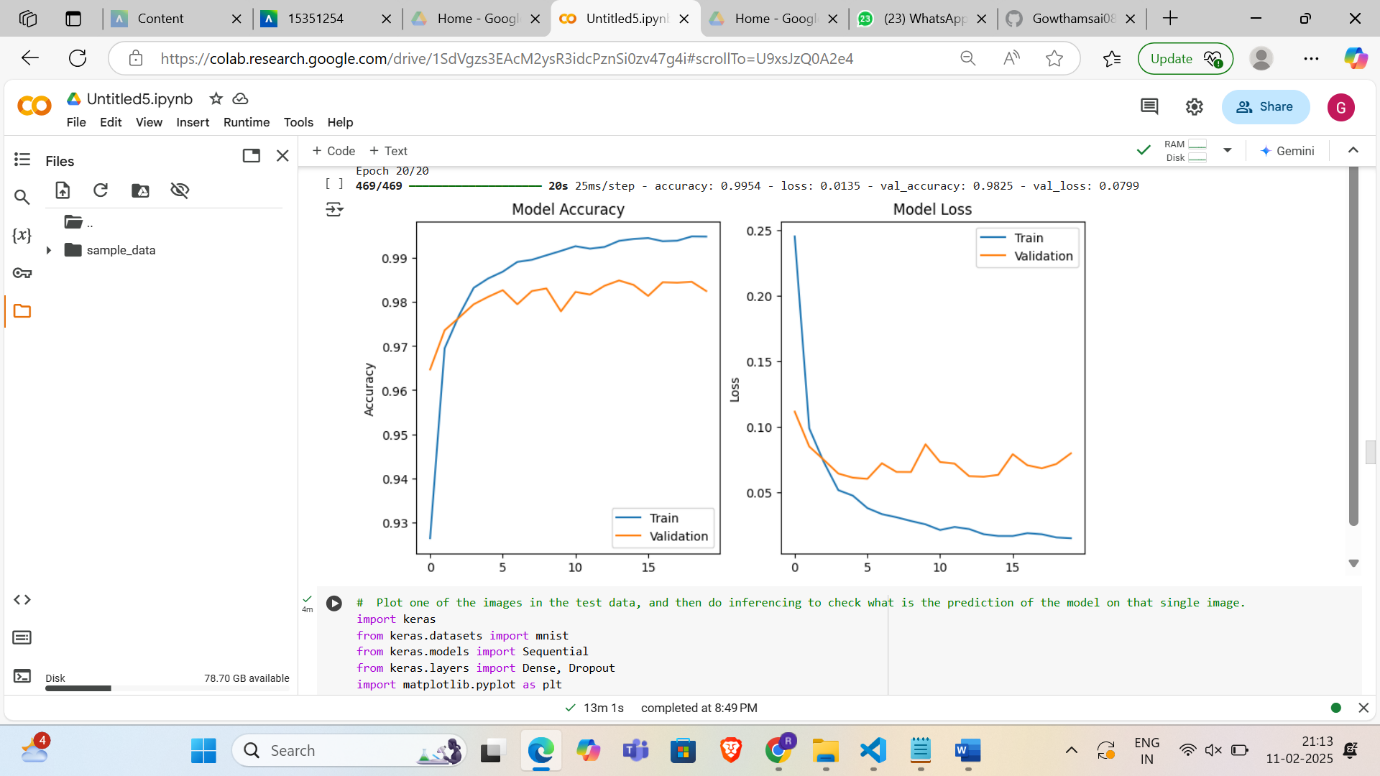 Content
15351254
Home - Googl
Untitled5.ipyn
Home - Googl
(23) WhatsApp
Gowthamsai08
https://colab.research.google.com/drive/1SdVgzs3EAcM2ysR3idcPznSi0zv47g4i#scrollTo=U9xsJzQ0A2e4
Update
Untitled5.ipynb
File Edit View Insert Runtime Tools Help
Share
G
Files
+ Code + Text
RAM
Disk
Gemini
..
sample_data
{x}
Epoch 20/20
[ ]
469/469 20s 25ms/step - accuracy: 0.9954 - loss: 0.0135 - val_accuracy: 0.9825 - val_loss: 0.0799
Model Accuracy
Accuracy
0.99
0.98
0.97
0.96
0.95
0.94
0.93
0 5 10 15
Train
Validation
Model Loss
Loss
0.25
0.20
0.15
0.10
0.05
0 5 10 15
Train
Validation
4m
# Plot one of the images in the test data, and then do inferencing to check what is the prediction of the model on that single image.
import keras
from keras.datasets import mnist
from keras.models import Sequential
from keras.layers import Dense, Dropout
import matplotlib.pyplot as plt
Disk 78.70 GB available
13m 1s completed at 8:49 PM
4
Search
R
ENG
IN
21:13
11-02-2025